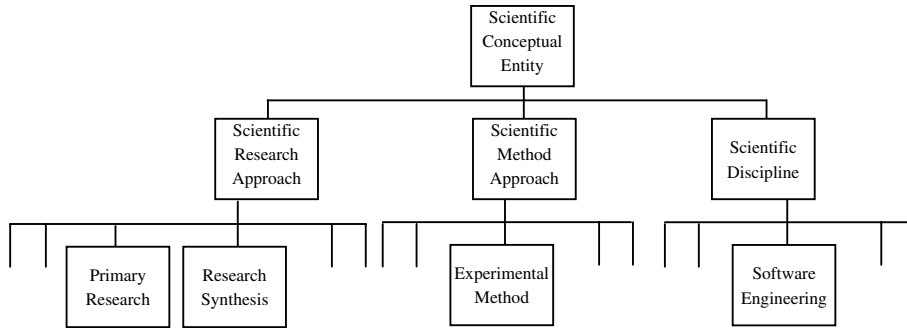 Scientific
Conceptual
Entity
Scientific
Research
Approach
Scientific
Method
Approach
Scientific
Discipline
Primary
Research
Research
Synthesis
Experimental
Method
Software
Engineering